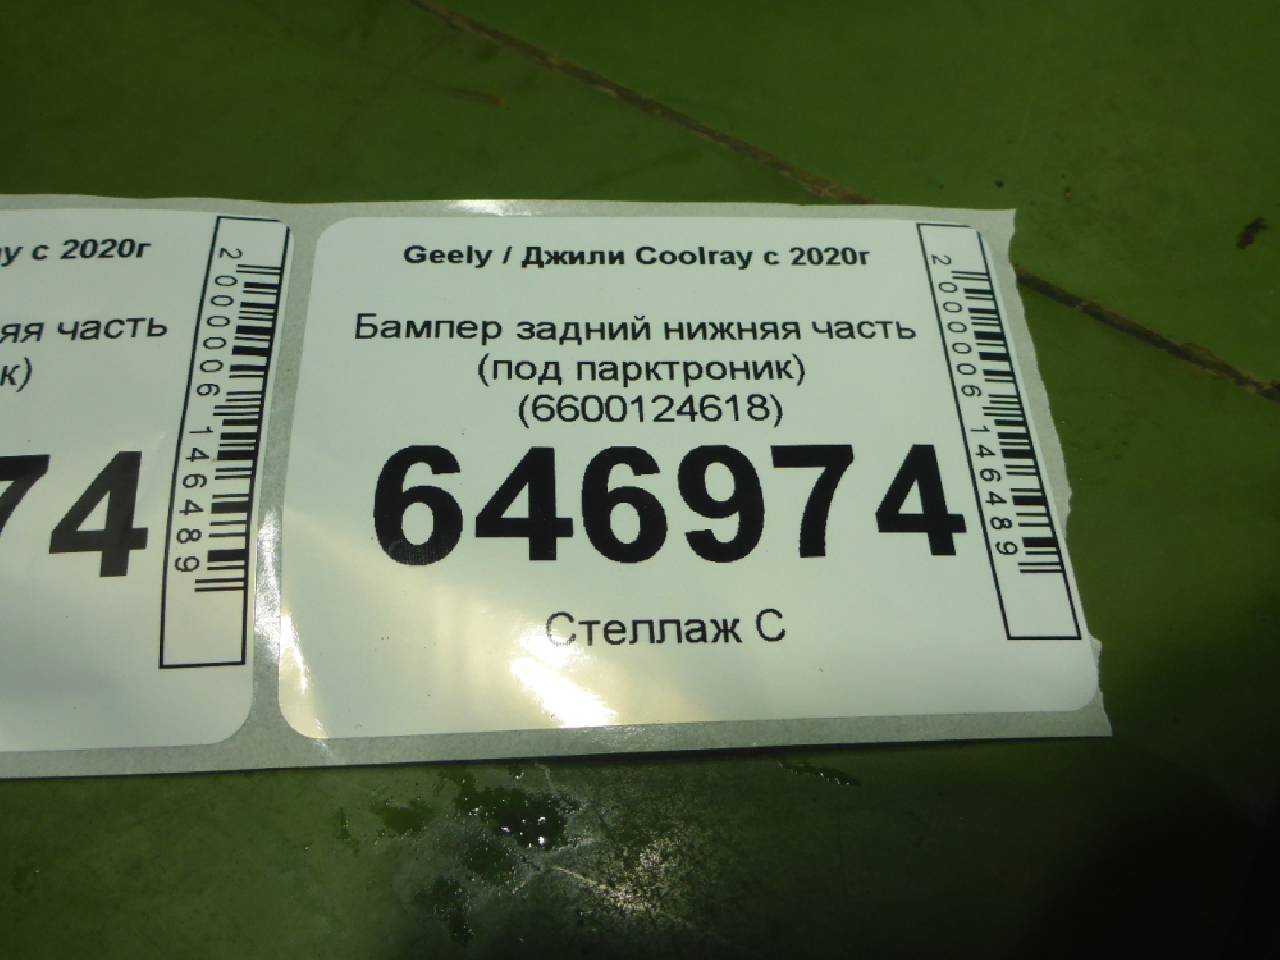 ay с 2020г
яя часть
к)
74
2000006146489
Geely / Джили Coolray с 2020г
Бампер задний нижняя часть
(под парктроник)
(6600124618)
646974
Стеллаж С
2000006146489